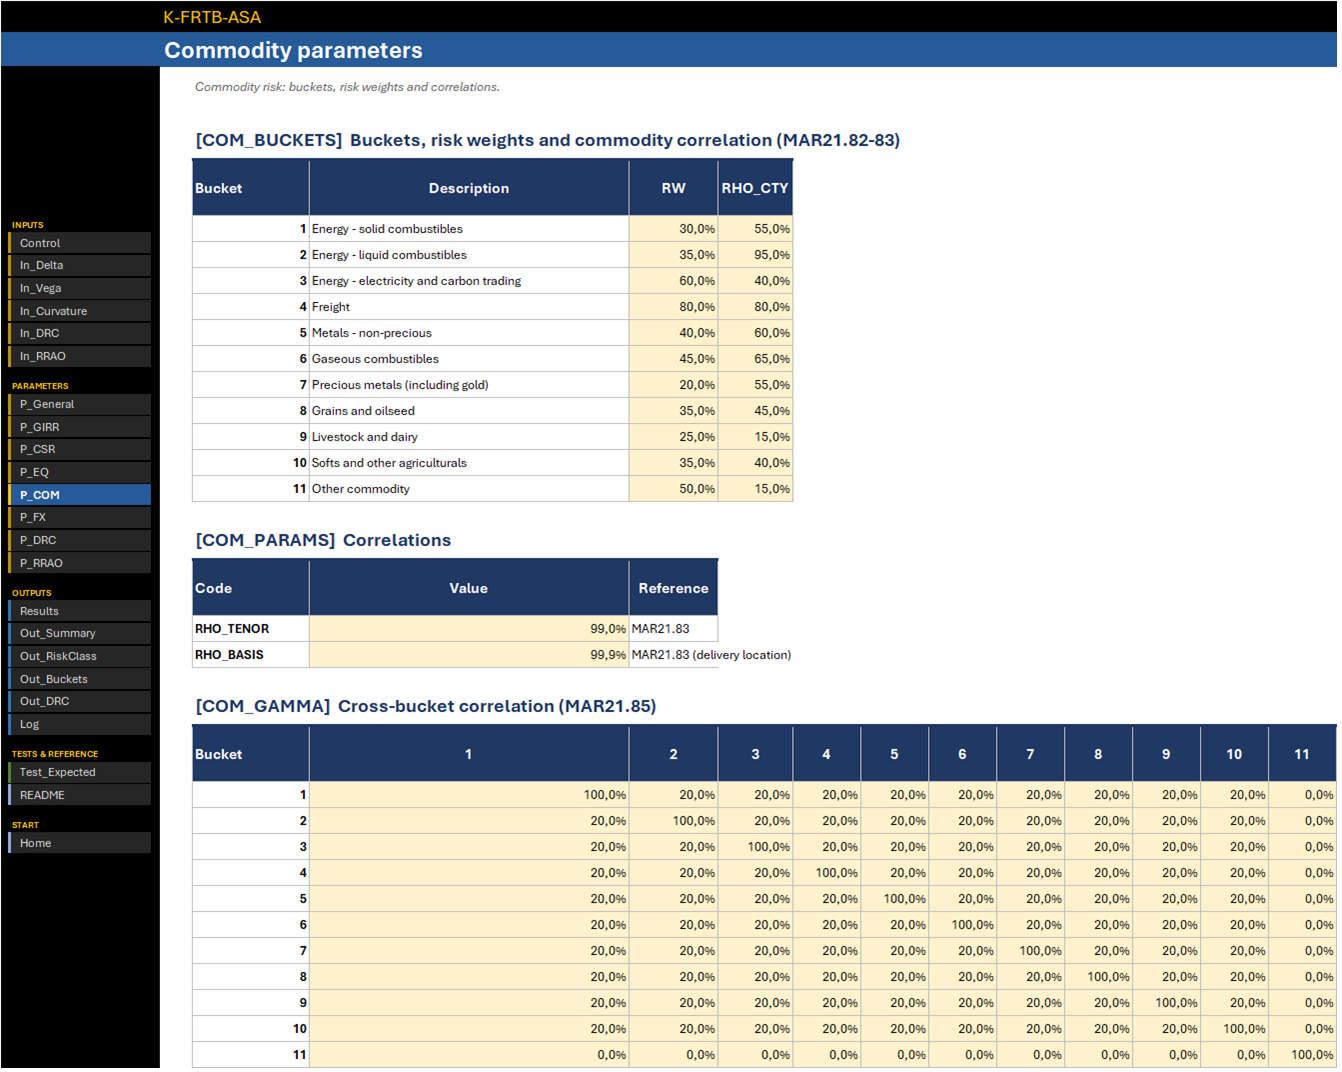 K-FRTB-ASA
Commodity parameters
Commodity risk: buckets, risk weights and correlations.
INPUTS
Control
In_Delta
In_Vega
In_Curvature
In_DRC
In_RRAO
PARAMETERS
P_General
P_GIRR
P_CSR
P_EQ
P_COM
P_FX
P_DRC
P_RRAO
OUTPUTS
Results
Out_Summary
Out_RiskClass
Out_Buckets
Out_DRC
Log
TESTS & REFERENCE
Test_Expected
README
START
Home
[COM_BUCKETS] Buckets, risk weights and commodity correlation (MAR21.82-83)
Bucket Description RW RHO_CTY
1 Energy - solid combustibles 30,0% 55,0%
2 Energy - liquid combustibles 35,0% 95,0%
3 Energy - electricity and carbon trading 60,0% 40,0%
4 Freight 80,0% 80,0%
5 Metals - non-precious 40,0% 60,0%
6 Gaseous combustibles 45,0% 65,0%
7 Precious metals (including gold) 20,0% 55,0%
8 Grains and oilseed 35,0% 45,0%
9 Livestock and dairy 25,0% 15,0%
10 Softs and other agriculturals 35,0% 40,0%
11 Other commodity 50,0% 15,0%
[COM_PARAMS] Correlations
Code Value Reference
RHO_TENOR 99,0% MAR21.83
RHO_BASIS 99,9% MAR21.83 (delivery location)
[COM_GAMMA] Cross-bucket correlation (MAR21.85)
Bucket 1 2 3 4 5 6 7 8 9 10 11
1 100,0% 20,0% 20,0% 20,0% 20,0% 20,0% 20,0% 20,0% 20,0% 20,0% 0,0%
2 20,0% 100,0% 20,0% 20,0% 20,0% 20,0% 20,0% 20,0% 20,0% 20,0% 0,0%
3 20,0% 20,0% 100,0% 20,0% 20,0% 20,0% 20,0% 20,0% 20,0% 20,0% 0,0%
4 20,0% 20,0% 20,0% 100,0% 20,0% 20,0% 20,0% 20,0% 20,0% 20,0% 0,0%
5 20,0% 20,0% 20,0% 20,0% 100,0% 20,0% 20,0% 20,0% 20,0% 20,0% 0,0%
6 20,0% 20,0% 20,0% 20,0% 20,0% 100,0% 20,0% 20,0% 20,0% 20,0% 0,0%
7 20,0% 20,0% 20,0% 20,0% 20,0% 20,0% 100,0% 20,0% 20,0% 20,0% 0,0%
8 20,0% 20,0% 20,0% 20,0% 20,0% 20,0% 20,0% 100,0% 20,0% 20,0% 0,0%
9 20,0% 20,0% 20,0% 20,0% 20,0% 20,0% 20,0% 20,0% 100,0% 20,0% 0,0%
10 20,0% 20,0% 20,0% 20,0% 20,0% 20,0% 20,0% 20,0% 20,0% 100,0% 0,0%
11 0,0% 0,0% 0,0% 0,0% 0,0% 0,0% 0,0% 0,0% 0,0% 0,0% 100,0%